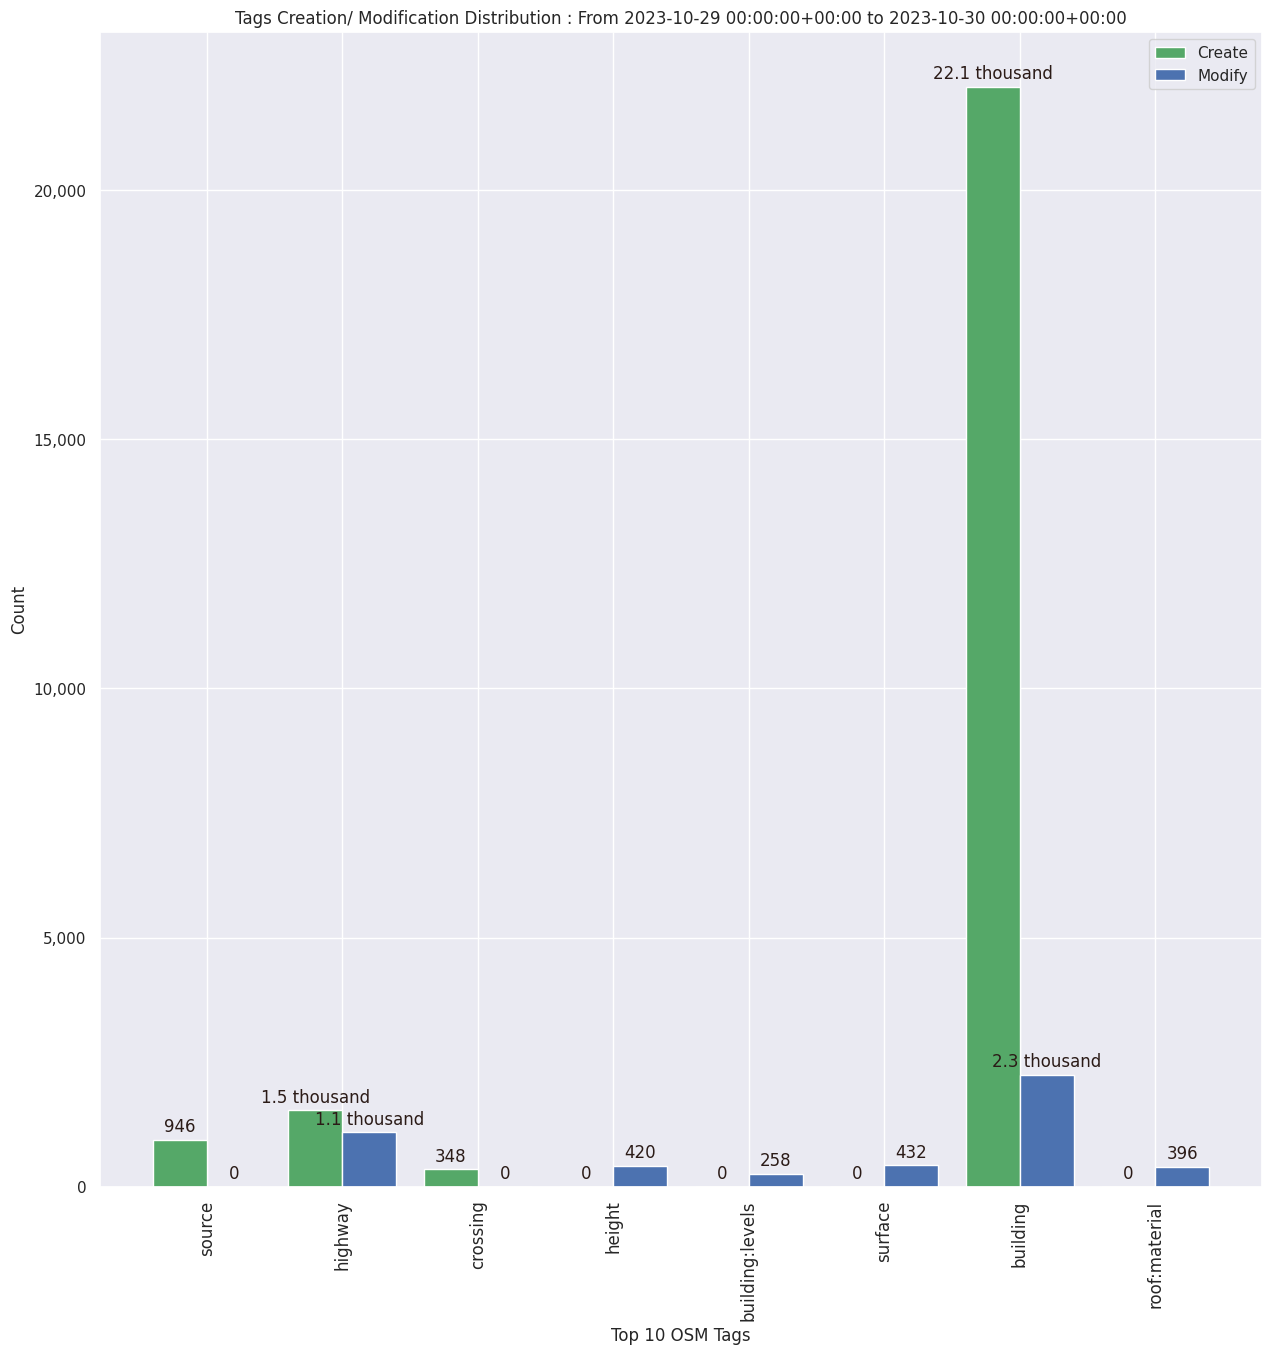 Tags Creation/ Modification Distribution : From 2023-10-29 00:00:00+00:00 to 2023-10-30 00:00:00+00:00
Create
Modify
22.1 thousand
20,000
15,000
Count
10,000
5,000
2.3 thousand
1.5 thousand
1.1 thousand
946
0
348
0
0
420
0
258
0
432
0
396
0
source
highway
crossing
height
building:levels
surface
building
roof:material
Top 10 OSM Tags